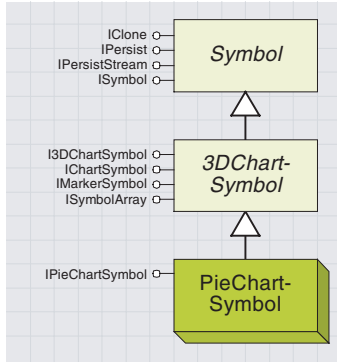 IClone
IPersist
IPersistStream
ISymbol
Symbol
I3DChartSymbol
IChartSymbol
IMarkerSymbol
ISymbolArray
3DChart-
Symbol
IPieChartSymbol
PieChart-
Symbol